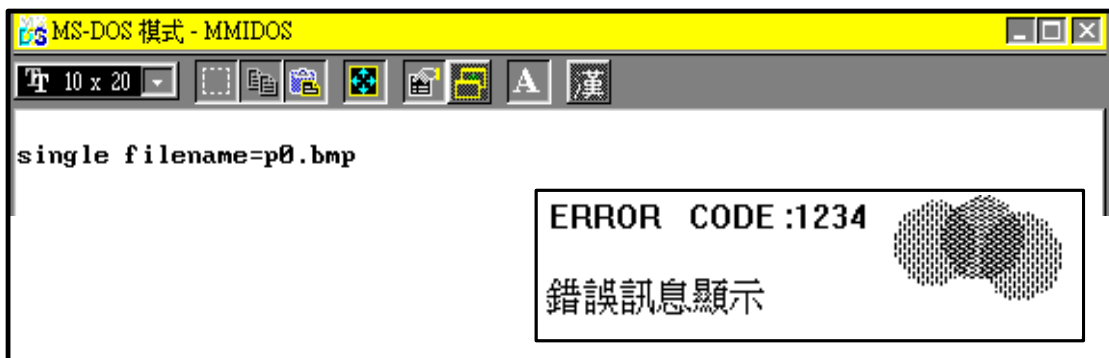 MS-DOS 模式 - MMIDOS
10 x 20 A 漢
single filename=p0.bmp
ERROR CODE :1234
錯誤訊息顯示